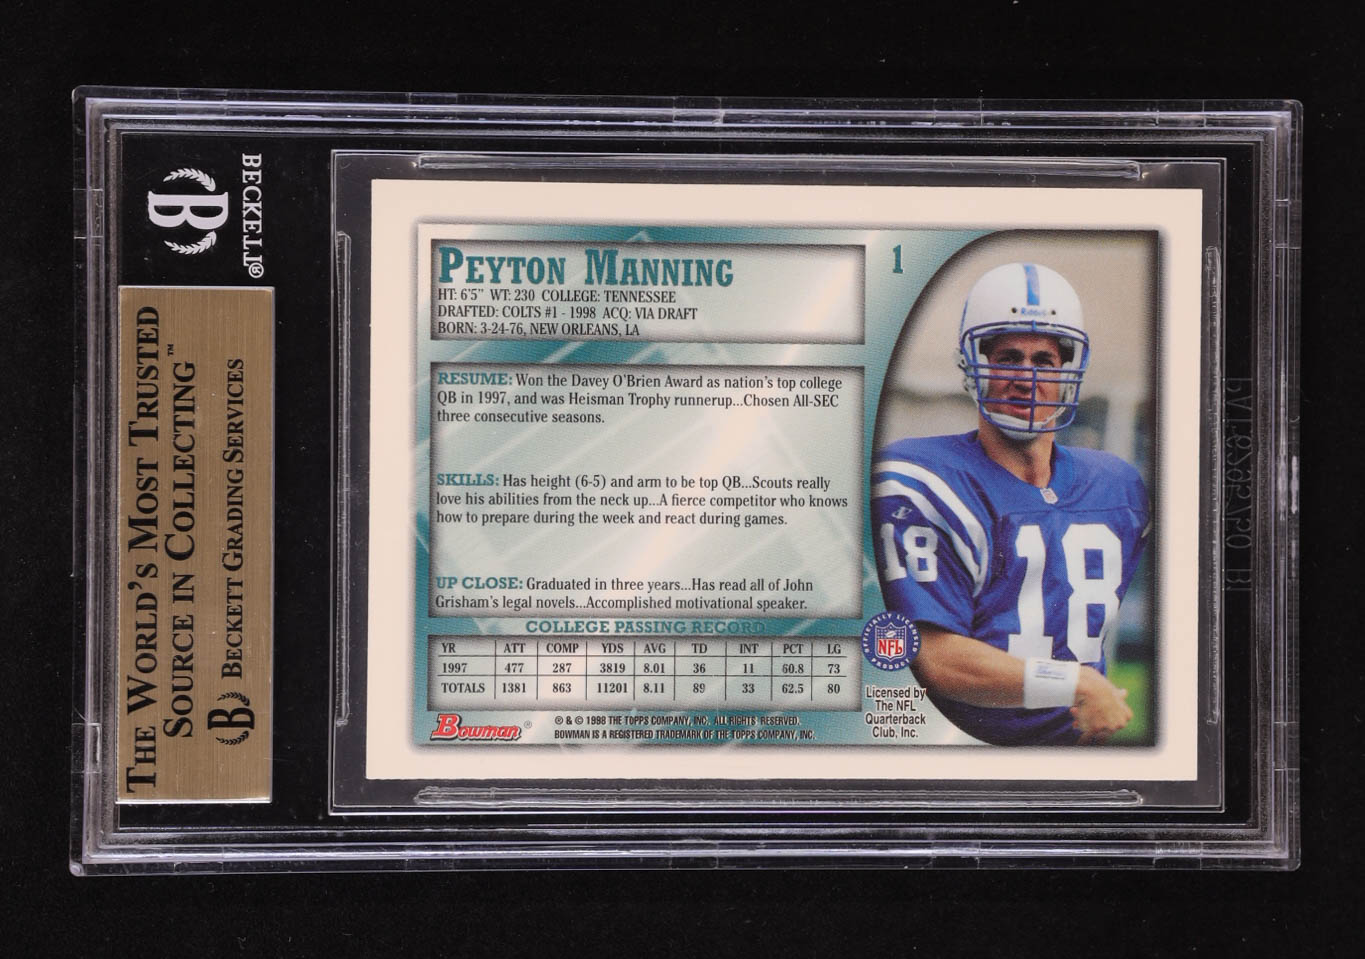 BECKETT®
B
THE WORLD'S MOST TRUSTED
SOURCE IN COLLECTING™
B BECKETT GRADING SERVICES
PEYTON MANNING
HT: 6'5" WT: 230 COLLEGE: TENNESSEE
DRAFTED: COLTS #1 - 1998 ACQ: VIA DRAFT
BORN: 3-24-76, NEW ORLEANS, LA
1
RESUME: Won the Davey O'Brien Award as nation's top college
QB in 1997, and was Heisman Trophy runnerup...Chosen All-SEC
three consecutive seasons.
SKILLS: Has height (6-5) and arm to be top QB...Scouts really
love his abilities from the neck up...A fierce competitor who knows
how to prepare during the week and react during games.
UP CLOSE: Graduated in three years...Has read all of John
Grisham's legal novels...Accomplished motivational speaker.
COLLEGE PASSING RECORD
YR ATT COMP YDS AVG TD INT PCT LG
1997 477 287 3819 8.01 36 11 60.8 73
TOTALS 1381 863 11201 8.11 89 33 62.5 80
Bowman®
® & © 1998 THE TOPPS COMPANY, INC. ALL RIGHTS RESERVED.
BOWMAN IS A REGISTERED TRADEMARK OF THE TOPPS COMPANY, INC.
Riddell
18
18
OFFICIALLY LICENSED
NFL
PRODUCT
Licensed by
The NFL
Quarterback
Club, Inc.